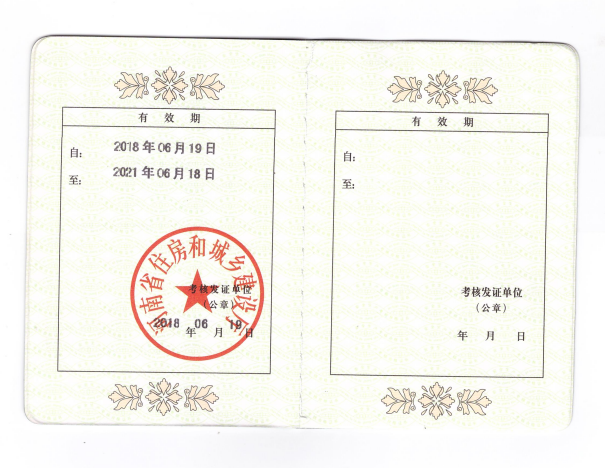 有 效 期
自: 2018 年 06 月 19 日
至: 2021 年 06 月 18 日
南省住房和城乡建设厅
考核发证单位
(公章)
2018 年 06 月 19 日
有 效 期
自:
至:
考核发证单位
(公章)
年 月 日